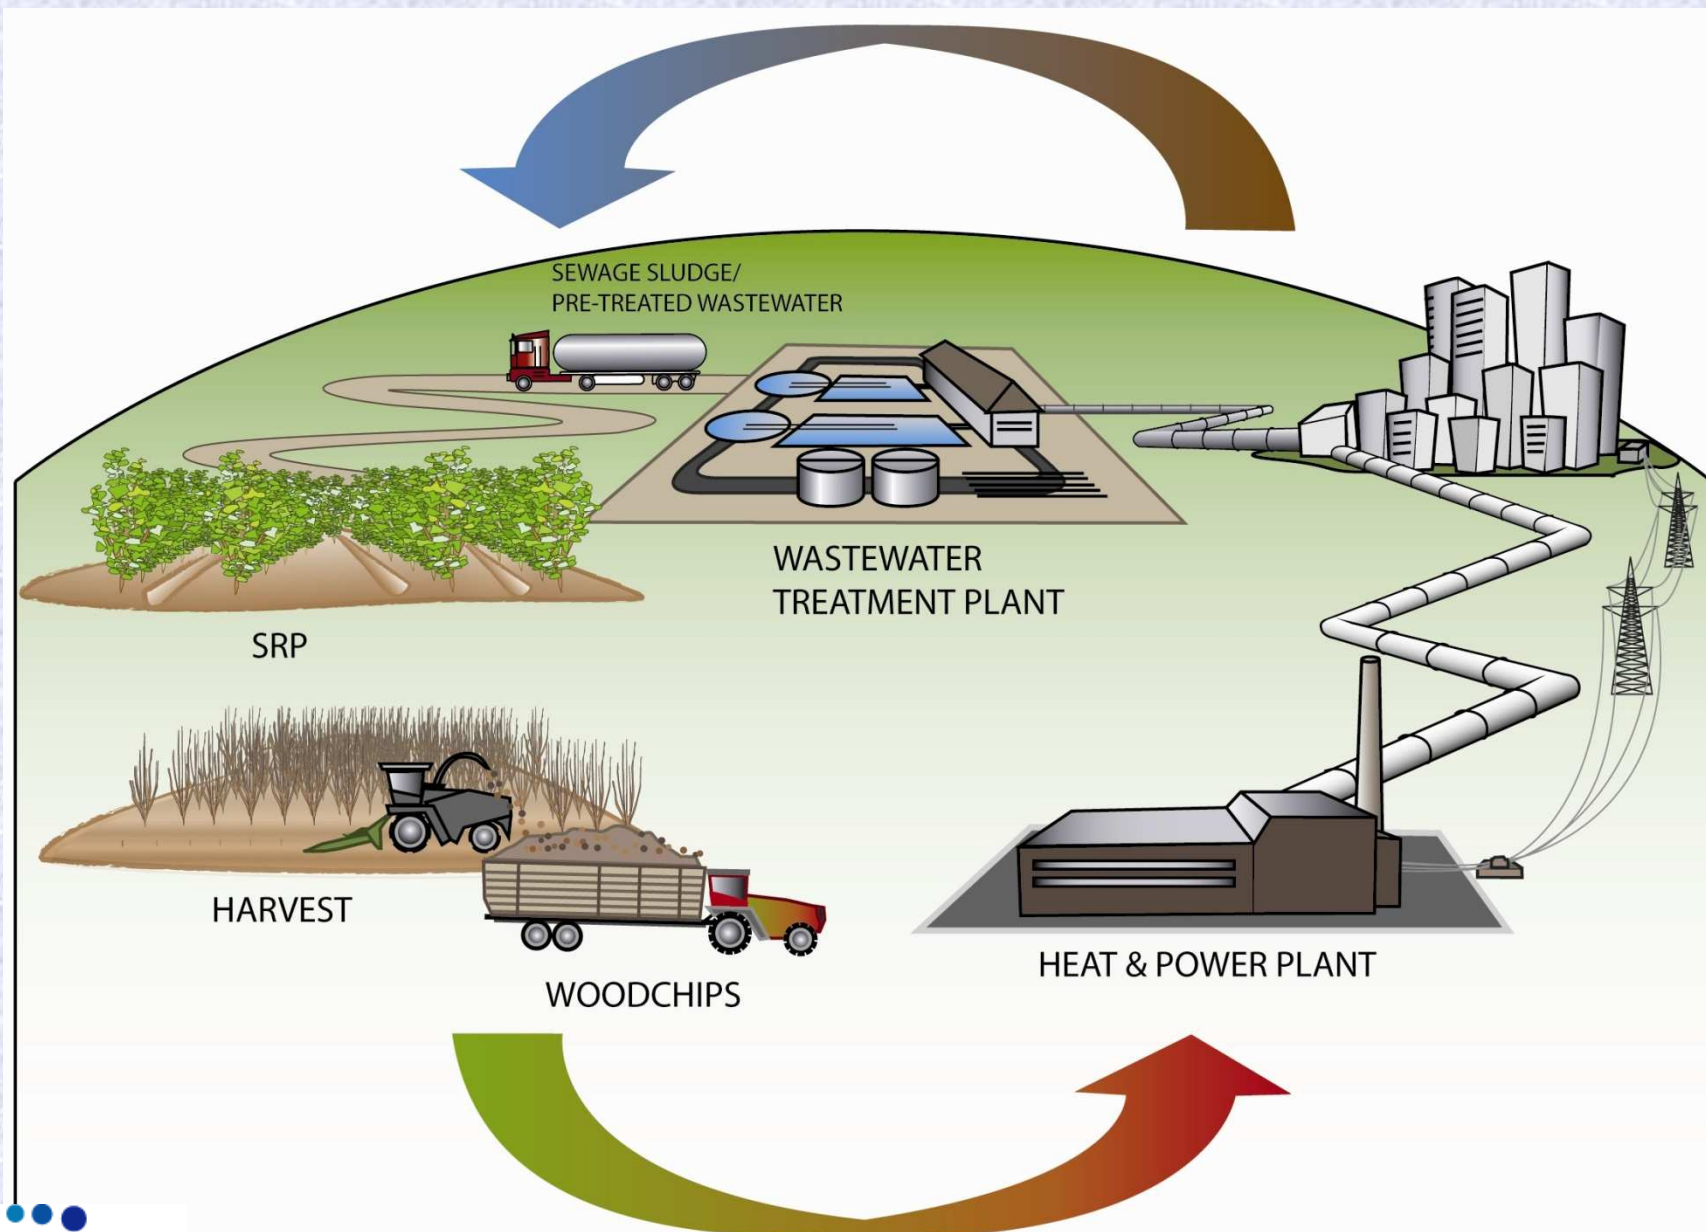 SEWAGE SLUDGE/
PRE-TREATED WASTEWATER
WASTEWATER
TREATMENT PLANT
SRP
HARVEST
WOODCHIPS
HEAT & POWER PLANT